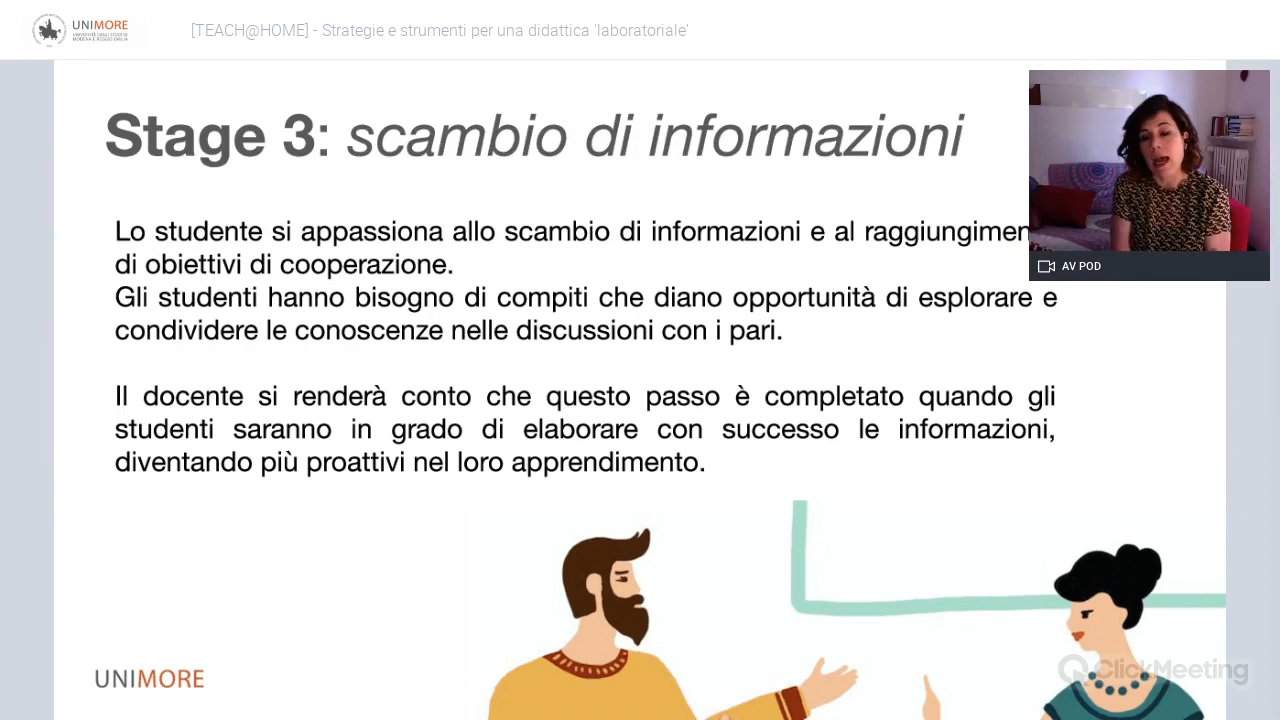 UNIMORE
UNIVERSITÀ DEGLI STUDI DI
MODENA E REGGIO EMILIA
[TEACH@HOME] - Strategie e strumenti per una didattica 'laboratoriale'
Stage 3: scambio di informazioni
Lo studente si appassiona allo scambio di informazioni e al raggiungimen
di obiettivi di cooperazione.
Gli studenti hanno bisogno di compiti che diano opportunità di esplorare e
condividere le conoscenze nelle discussioni con i pari.
Il docente si renderà conto che questo passo è completato quando gli
studenti saranno in grado di elaborare con successo le informazioni,
diventando più proattivi nel loro apprendimento.
AV POD
UNIMORE
ClickMeeting